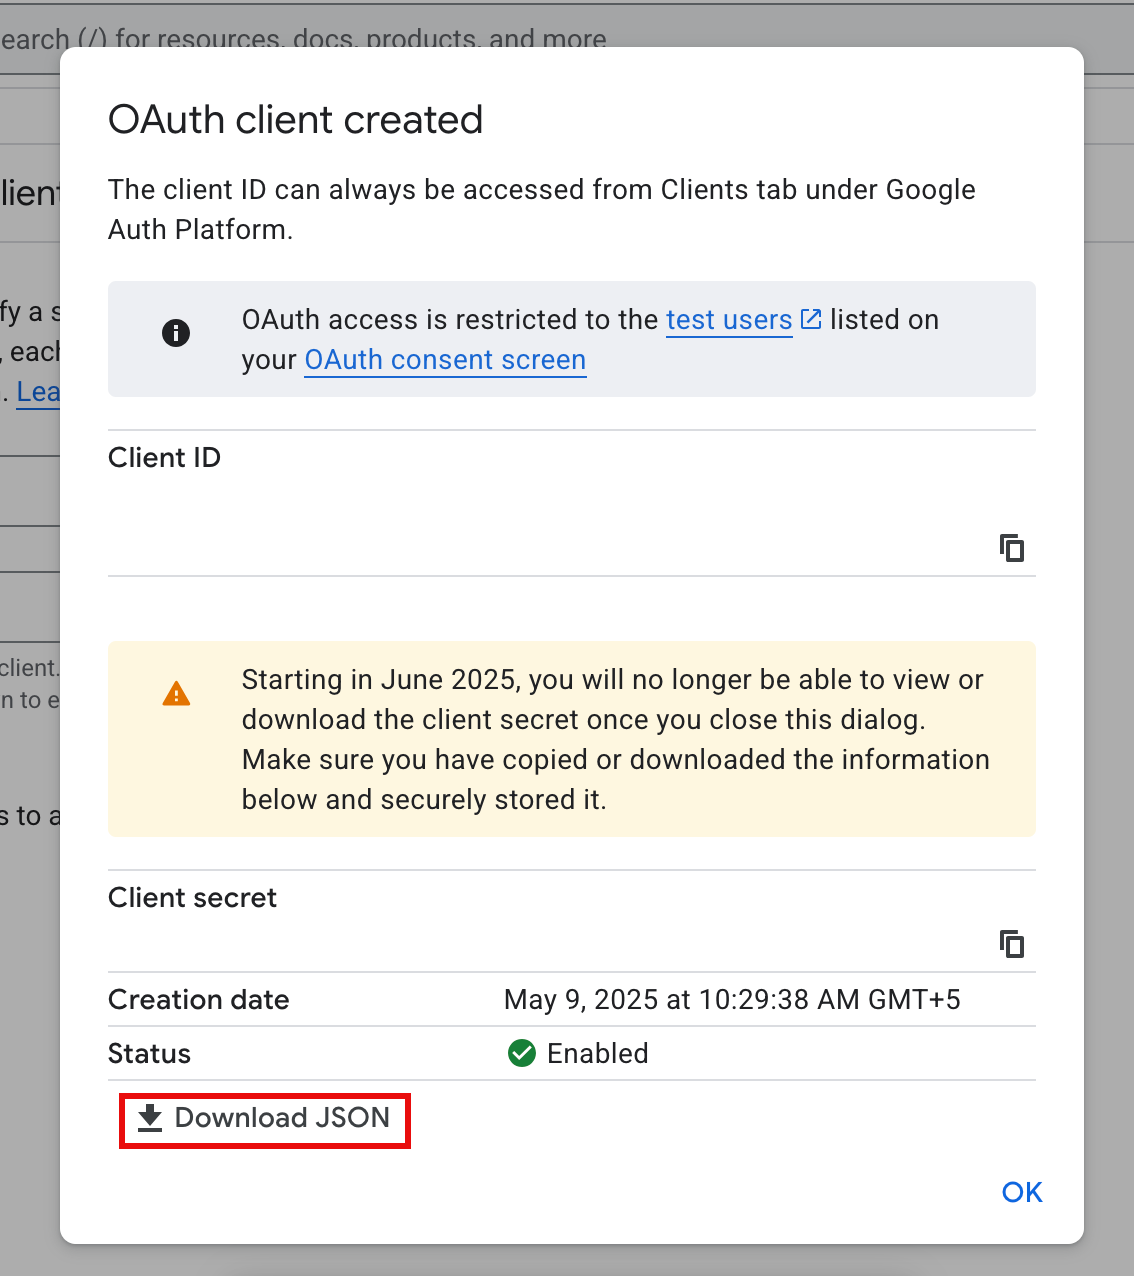 earch (/) for resources, docs, products, and more
OAuth client created
The client ID can always be accessed from Clients tab under Google
Auth Platform.
lient
fy a s
OAuth access is restricted to the test users listed on
, each
your OAuth consent screen
. Lea
Client ID
client.
n to e
Starting in June 2025, you will no longer be able to view or
download the client secret once you close this dialog.
Make sure you have copied or downloaded the information
below and securely stored it.
s to a
Client secret
Creation date May 9, 2025 at 10:29:38 AM GMT+5
Status Enabled
Download JSON
OK